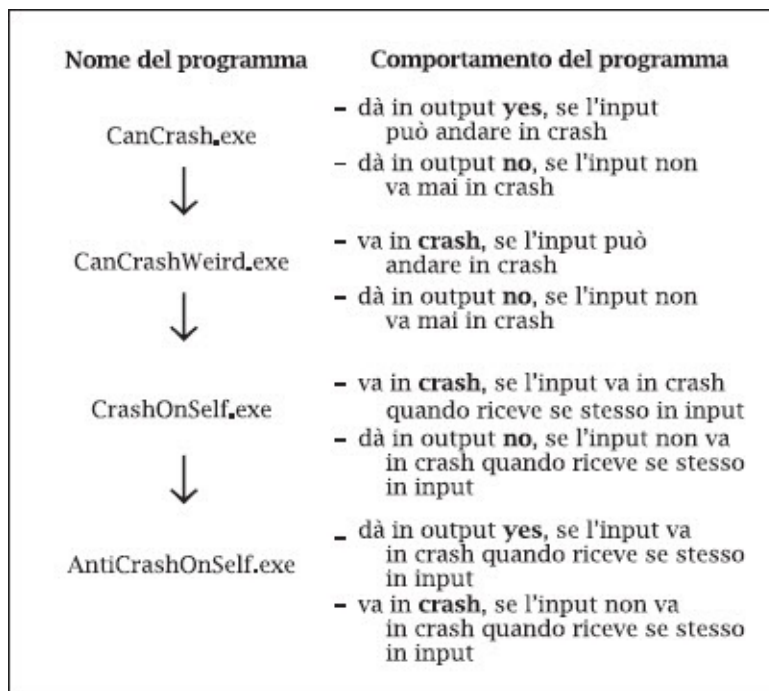 Nome del programma
Comportamento del programma
CanCrash.exe
– dà in output yes, se l'input
può andare in crash
– dà in output no, se l'input non
va mai in crash
CanCrashWeird.exe
– va in crash, se l'input può
andare in crash
– dà in output no, se l'input non
va mai in crash
CrashOnSelf.exe
– va in crash, se l'input va in crash
quando riceve se stesso in input
– dà in output no, se l'input non va
in crash quando riceve se stesso
in input
AntiCrashOnSelf.exe
– dà in output yes, se l'input va
in crash quando riceve se stesso
in input
– va in crash, se l'input non va
in crash quando riceve se stesso
in input